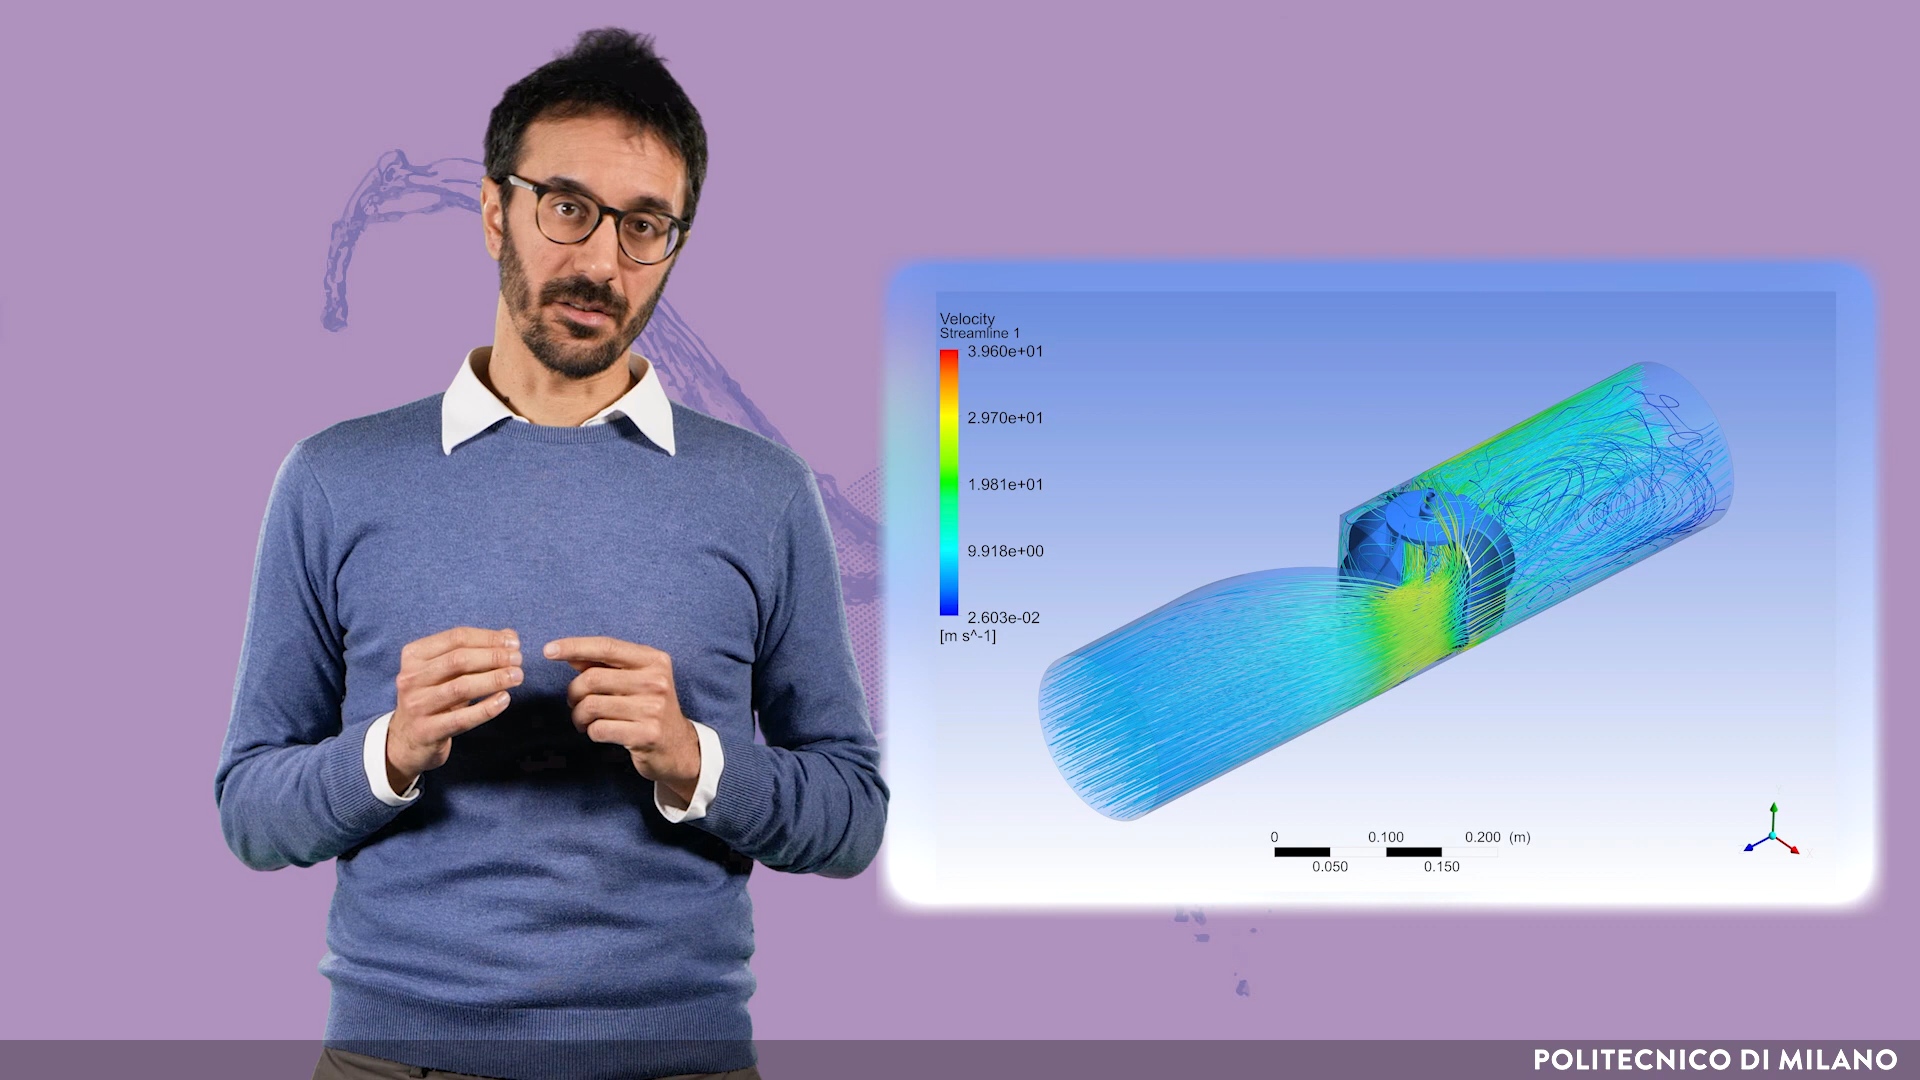 Velocity
Streamline 1
3.960e+01
2.970e+01
1.981e+01
9.918e+00
2.603e-02
[m s^-1]
0 0.100 0.200 (m)
0.050 0.150
POLITECNICO DI MILANO